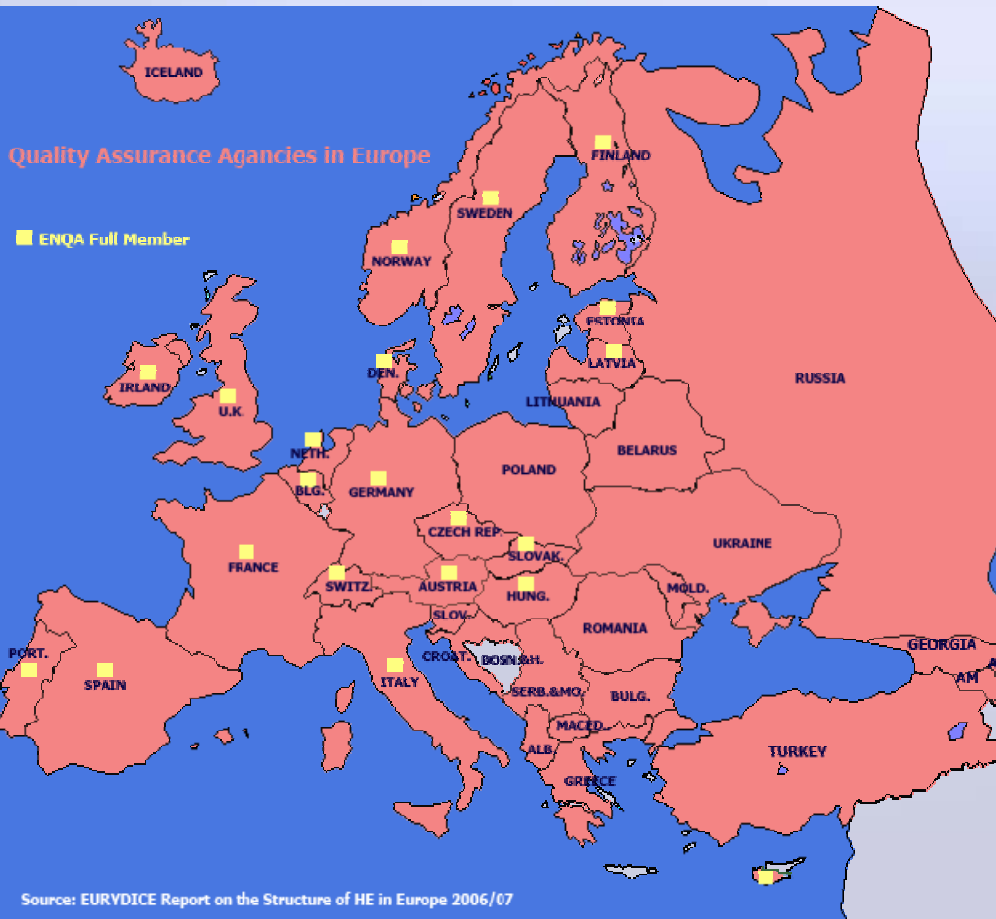 ICELAND
Quality Assurance Agencies in Europe
FINLAND
SWEDEN
ENQA Full Member
NORWAY
ESTONIA
LATVIA
DEN.
RUSSIA
IRLAND
LITHUANIA
U.K
NETH.
BELARUS
POLAND
BLG.
GERMANY
CZECH REP.
UKRAINE
SLOVAK.
FRANCE
SWITZ.
AUSTRIA
MOLD.
HUNG.
SLOV.
ROMANIA
GEORGIA
PORT.
CROAT.
BOSN.&H.
A
AM
SPAIN
ITALY
SERB.&MO.
BULG.
MACED.
ALB.
TURKEY
GREECE
Source: EURYDICE Report on the Structure of HE in Europe 2006/07